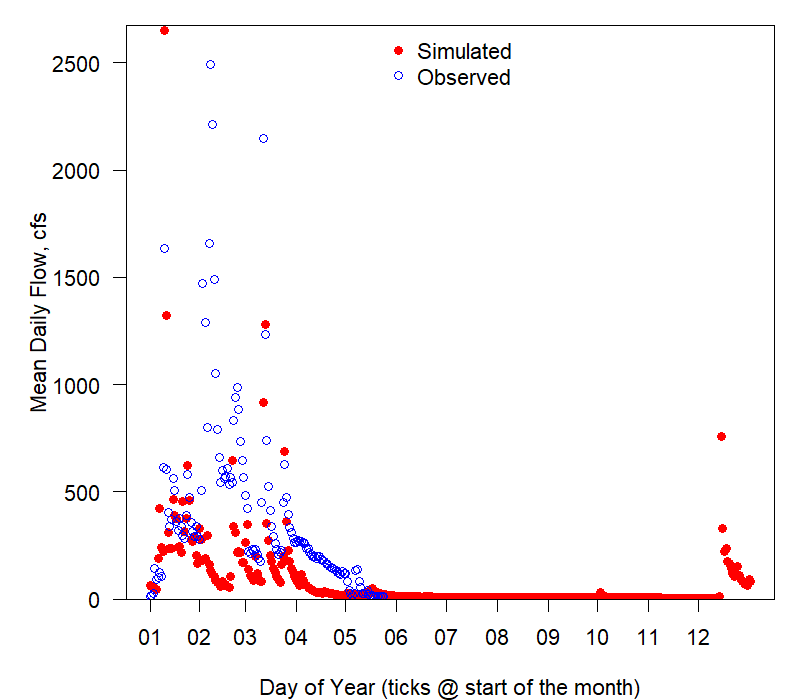 Simulated
Observed
2500
2000
1500
1000
500
0
Mean Daily Flow, cfs
01 02 03 04 05 06 07 08 09 10 11 12
Day of Year (ticks @ start of the month)